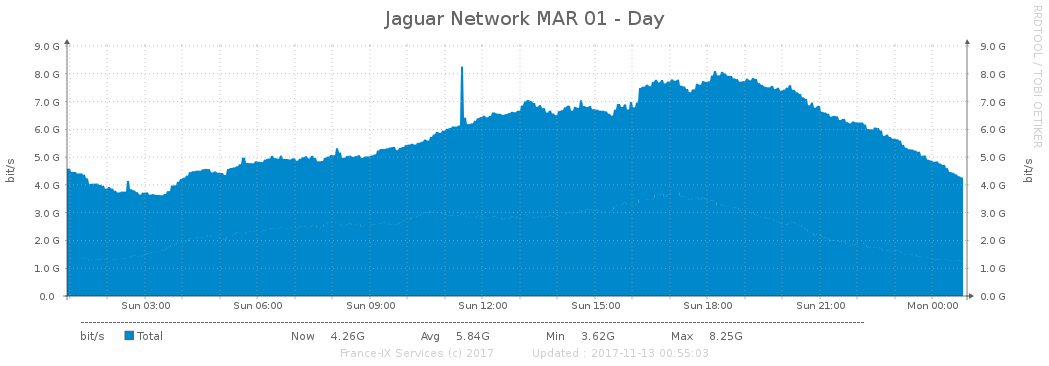 Jaguar Network MAR 01 - Day
RRDTOOL / TOBI OETIKER
bit/s
bit/s
9.0 G 9.0 G
8.0 G 8.0 G
7.0 G 7.0 G
6.0 G 6.0 G
5.0 G 5.0 G
4.0 G 4.0 G
3.0 G 3.0 G
2.0 G 2.0 G
1.0 G 1.0 G
0.0 0.0 G
Sun 03:00 Sun 06:00 Sun 09:00 Sun 12:00 Sun 15:00 Sun 18:00 Sun 21:00 Mon 00:00
bit/s Total Now 4.26G Avg 5.84G Min 3.62G Max 8.25G
France-IX Services (c) 2017 Updated : 2017-11-13 00:55:03